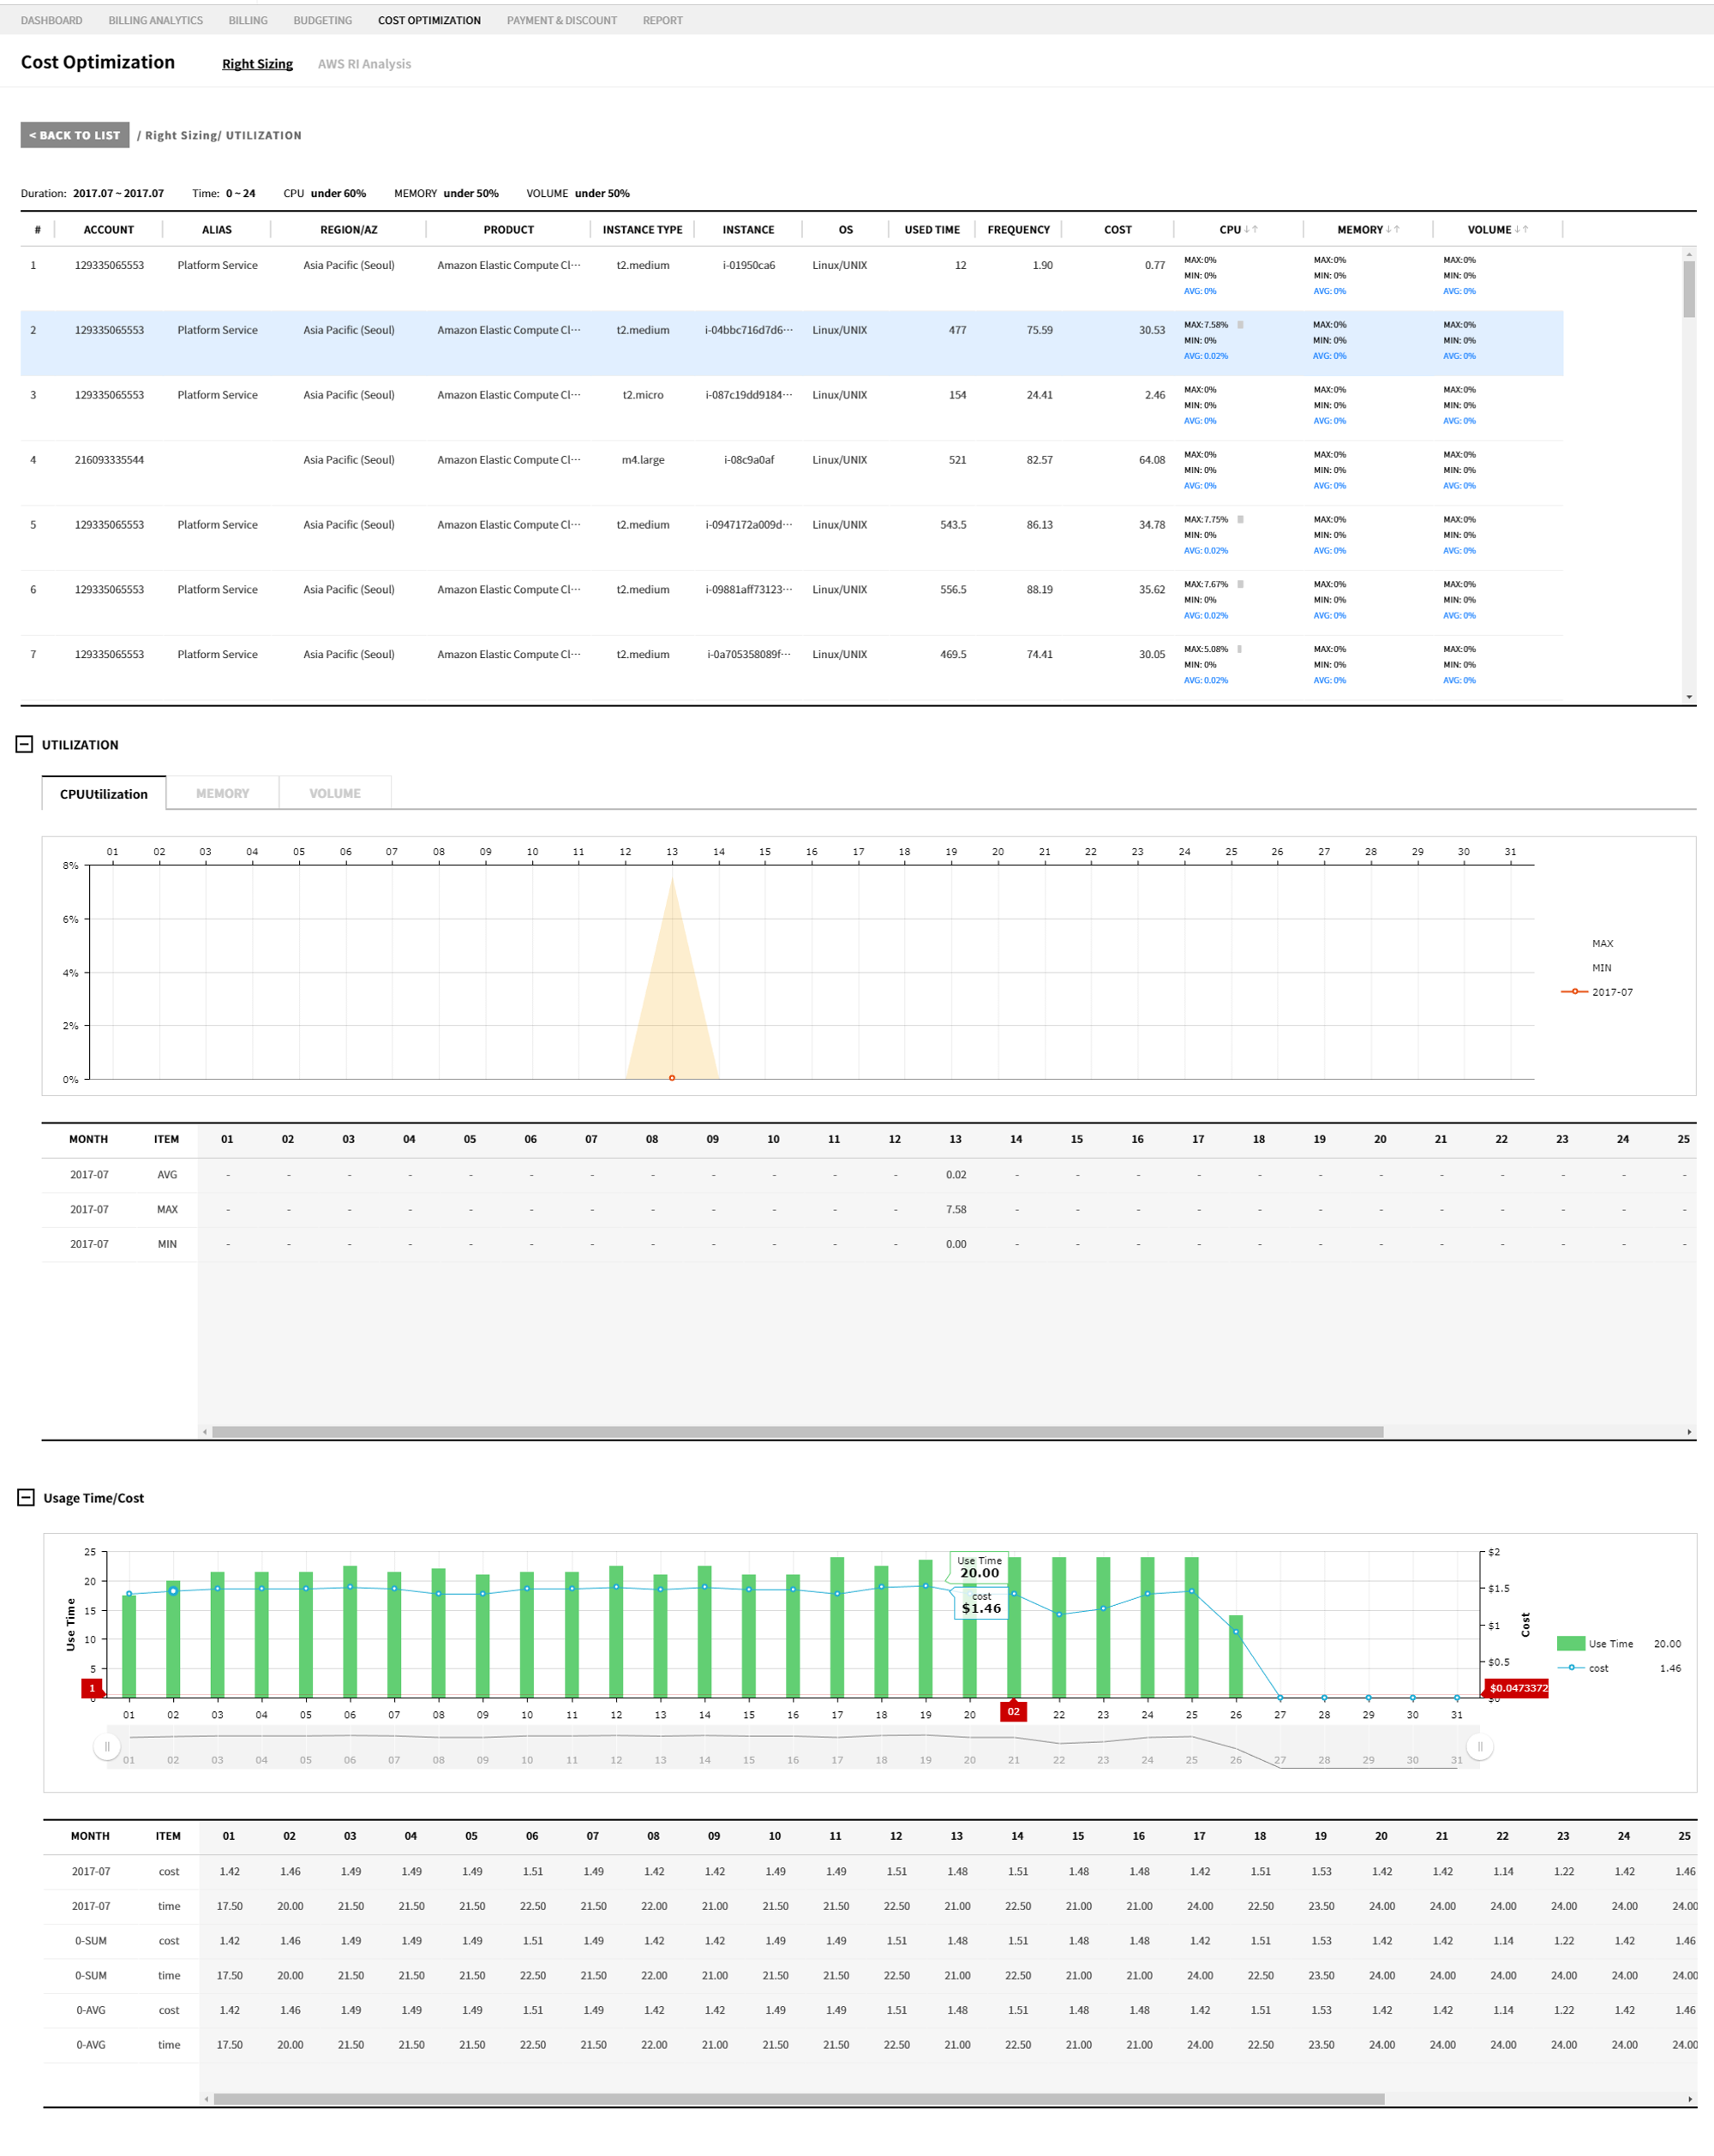 DASHBOARD BILLING ANALYTICS BILLING BUDGETING COST OPTIMIZATION PAYMENT & DISCOUNT REPORT
Cost Optimization Right Sizing AWS RI Analysis
< BACK TO LIST / Right Sizing/ UTILIZATION
Duration: 2017.07 ~ 2017.07 Time: 0 ~ 24 CPU under 60% MEMORY under 50% VOLUME under 50%
# ACCOUNT ALIAS REGION/AZ PRODUCT INSTANCE TYPE INSTANCE OS USED TIME FREQUENCY COST CPU ↓↑ MEMORY ↓↑ VOLUME ↓↑
1 129335065553 Platform Service Asia Pacific (Seoul) Amazon Elastic Compute Cl··· t2.medium i-01950ca6 Linux/UNIX 12 1.90 0.77 MAX:0% MAX:0% MAX:0%
MIN: 0% MIN: 0% MIN: 0%
AVG: 0% AVG: 0% AVG: 0%
2 129335065553 Platform Service Asia Pacific (Seoul) Amazon Elastic Compute Cl··· t2.medium i-04bbc716d7d6··· Linux/UNIX 477 75.59 30.53 MAX:7.58% MAX:0% MAX:0%
MIN: 0% MIN: 0% MIN: 0%
AVG: 0.02% AVG: 0% AVG: 0%
3 129335065553 Platform Service Asia Pacific (Seoul) Amazon Elastic Compute Cl··· t2.micro i-087c19dd9184··· Linux/UNIX 154 24.41 2.46 MAX:0% MAX:0% MAX:0%
MIN: 0% MIN: 0% MIN: 0%
AVG: 0% AVG: 0% AVG: 0%
4 216093335544 Asia Pacific (Seoul) Amazon Elastic Compute Cl··· m4.large i-08c9a0af Linux/UNIX 521 82.57 64.08 MAX:0% MAX:0% MAX:0%
MIN: 0% MIN: 0% MIN: 0%
AVG: 0% AVG: 0% AVG: 0%
5 129335065553 Platform Service Asia Pacific (Seoul) Amazon Elastic Compute Cl··· t2.medium i-0947172a009d··· Linux/UNIX 543.5 86.13 34.78 MAX:7.75% MAX:0% MAX:0%
MIN: 0% MIN: 0% MIN: 0%
AVG: 0.02% AVG: 0% AVG: 0%
6 129335065553 Platform Service Asia Pacific (Seoul) Amazon Elastic Compute Cl··· t2.medium i-09881aff73123··· Linux/UNIX 556.5 88.19 35.62 MAX:7.67% MAX:0% MAX:0%
MIN: 0% MIN: 0% MIN: 0%
AVG: 0.02% AVG: 0% AVG: 0%
7 129335065553 Platform Service Asia Pacific (Seoul) Amazon Elastic Compute Cl··· t2.medium i-0a705358089f··· Linux/UNIX 469.5 74.41 30.05 MAX:5.08% MAX:0% MAX:0%
MIN: 0% MIN: 0% MIN: 0%
AVG: 0.02% AVG: 0% AVG: 0%
UTILIZATION
CPUUtilization MEMORY VOLUME
01 02 03 04 05 06 07 08 09 10 11 12 13 14 15 16 17 18 19 20 21 22 23 24 25 26 27 28 29 30 31
8%
6%
MAX
MIN
4%
2017-07
2%
0%
MONTH ITEM 01 02 03 04 05 06 07 08 09 10 11 12 13 14 15 16 17 18 19 20 21 22 23 24 25
2017-07 AVG - - - - - - - - - - - - 0.02 - - - - - - - - - - - -
2017-07 MAX - - - - - - - - - - - - 7.58 - - - - - - - - - - - -
2017-07 MIN - - - - - - - - - - - - 0.00 - - - - - - - - - - - -
Usage Time/Cost
25 $2
Use Time
20.00
20 $1.5
cost
$1.46
15 $1
Use Time
Cost
10
Use Time 20.00
5 $0.5
cost 1.46
1 $0.0473372
01 02 03 04 05 06 07 08 09 10 11 12 13 14 15 16 17 18 19 20 02 22 23 24 25 26 27 28 29 30 31
01 02 03 04 05 06 07 08 09 10 11 12 13 14 15 16 17 18 19 20 21 22 23 24 25 26 27 28 29 30 31
MONTH ITEM 01 02 03 04 05 06 07 08 09 10 11 12 13 14 15 16 17 18 19 20 21 22 23 24 25
2017-07 cost 1.42 1.46 1.49 1.49 1.49 1.51 1.49 1.42 1.42 1.49 1.49 1.51 1.48 1.51 1.48 1.48 1.42 1.51 1.53 1.42 1.42 1.14 1.22 1.42 1.46
2017-07 time 17.50 20.00 21.50 21.50 21.50 22.50 21.50 22.00 21.00 21.50 21.50 22.50 21.00 22.50 21.00 21.00 24.00 22.50 23.50 24.00 24.00 24.00 24.00 24.00 24.00
0-SUM cost 1.42 1.46 1.49 1.49 1.49 1.51 1.49 1.42 1.42 1.49 1.49 1.51 1.48 1.51 1.48 1.48 1.42 1.51 1.53 1.42 1.42 1.14 1.22 1.42 1.46
0-SUM time 17.50 20.00 21.50 21.50 21.50 22.50 21.50 22.00 21.00 21.50 21.50 22.50 21.00 22.50 21.00 21.00 24.00 22.50 23.50 24.00 24.00 24.00 24.00 24.00 24.00
0-AVG cost 1.42 1.46 1.49 1.49 1.49 1.51 1.49 1.42 1.42 1.49 1.49 1.51 1.48 1.51 1.48 1.48 1.42 1.51 1.53 1.42 1.42 1.14 1.22 1.42 1.46
0-AVG time 17.50 20.00 21.50 21.50 21.50 22.50 21.50 22.00 21.00 21.50 21.50 22.50 21.00 22.50 21.00 21.00 24.00 22.50 23.50 24.00 24.00 24.00 24.00 24.00 24.00